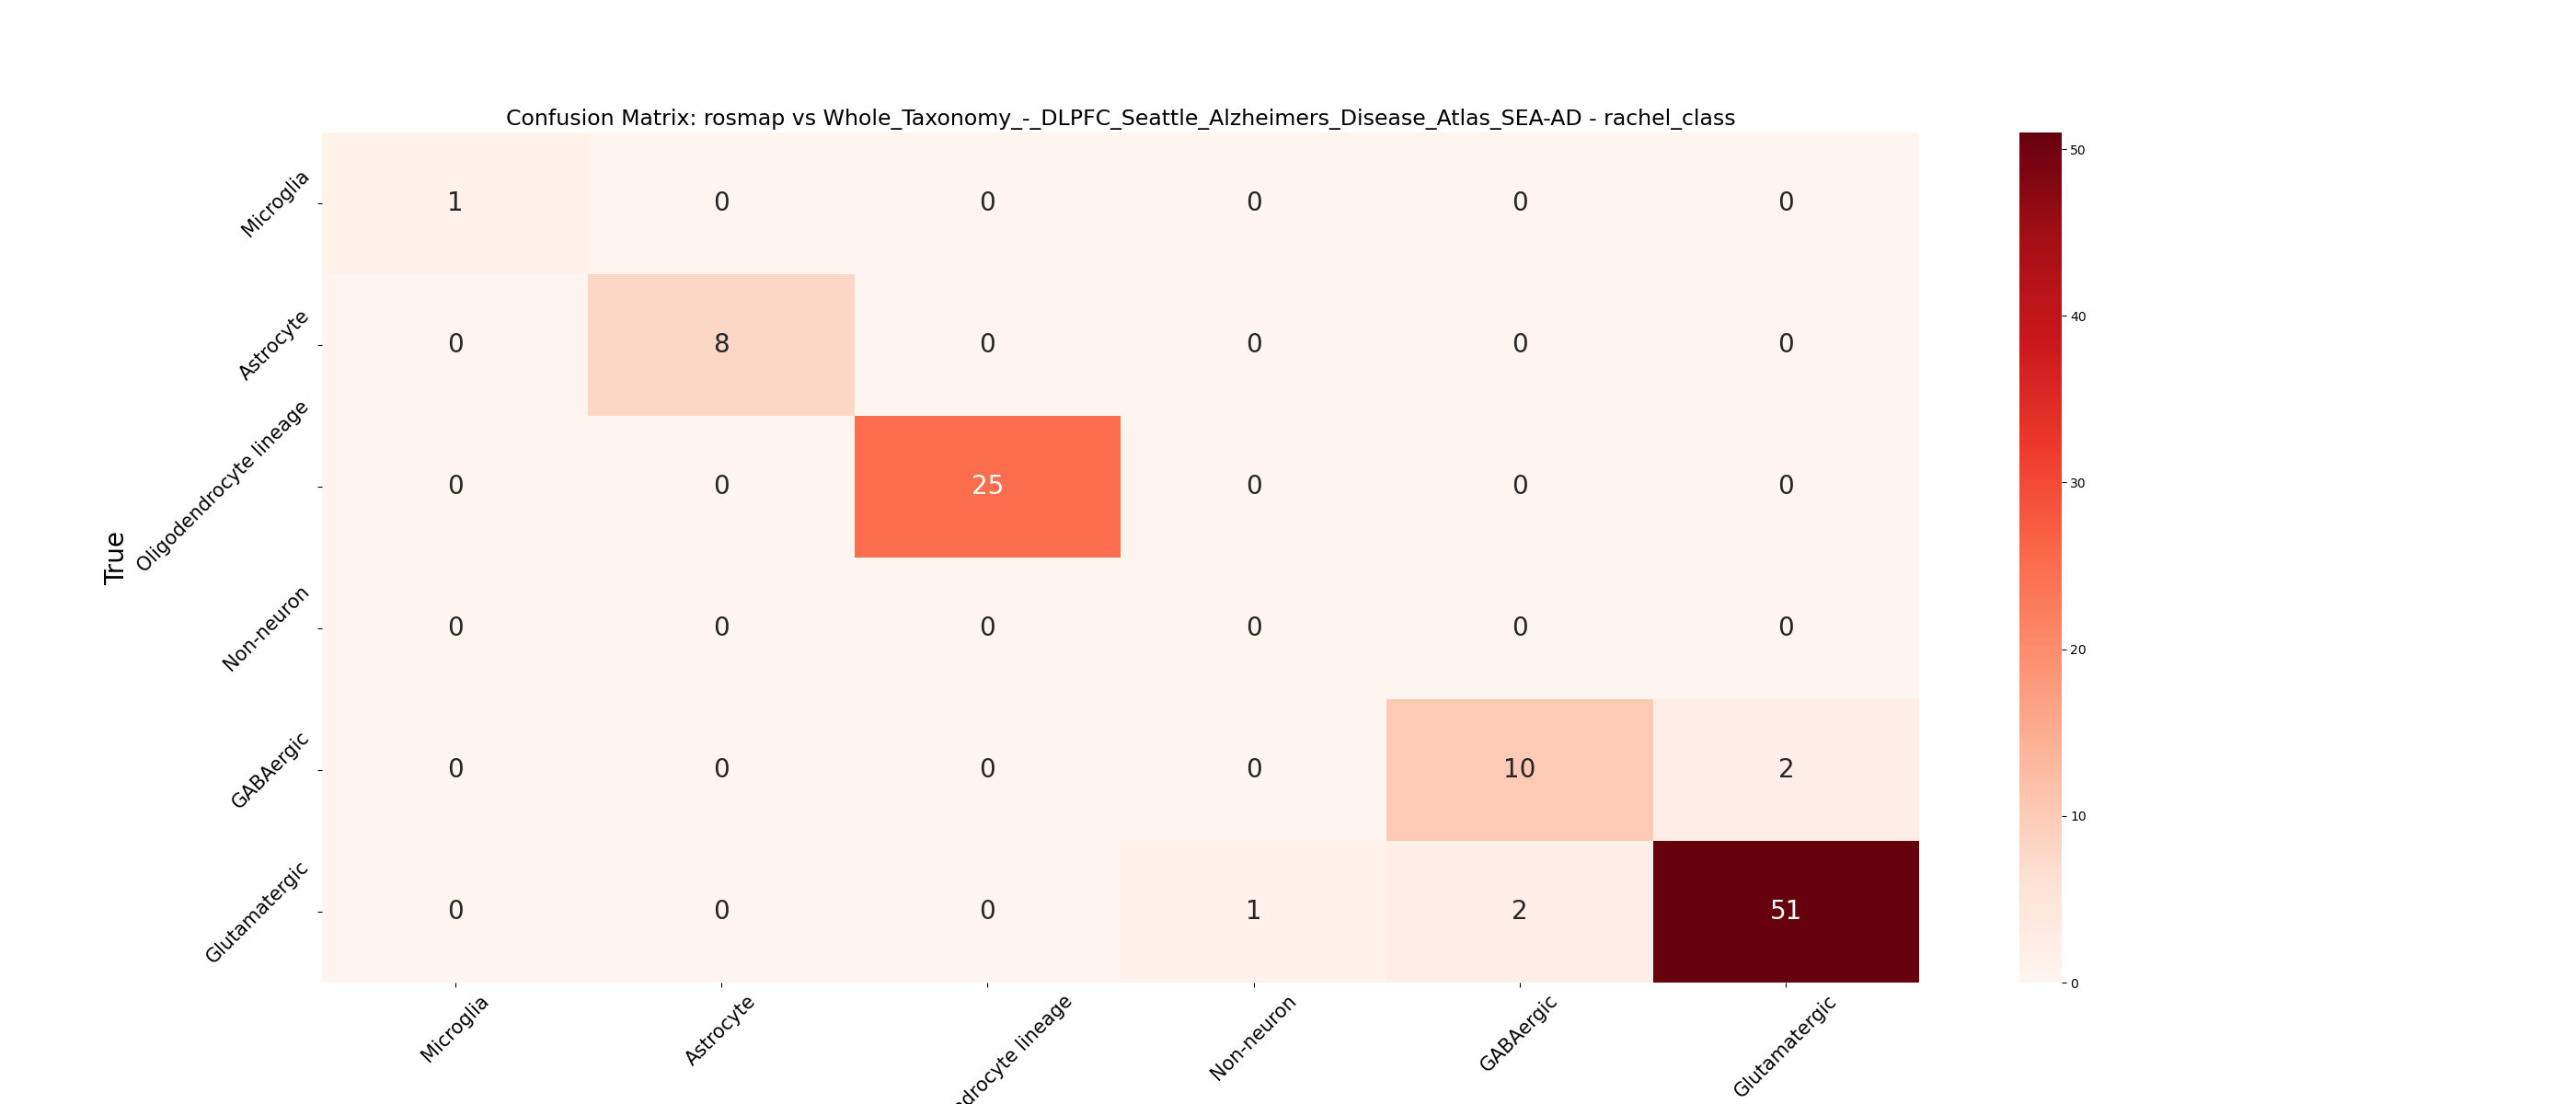 Confusion Matrix: rosmap vs Whole_Taxonomy_-_DLPFC_Seattle_Alzheimers_Disease_Atlas_SEA-AD - rachel_class
True
Microglia 1 0 0 0 0 0
Astrocyte 0 8 0 0 0 0
Oligodendrocyte lineage 0 0 25 0 0 0
Non-neuron 0 0 0 0 0 0
GABAergic 0 0 0 0 10 2
Glutamatergic 0 0 0 1 2 51
Microglia Astrocyte drocyte lineage Non-neuron GABAergic Glutamatergic
50
40
30
20
10
0